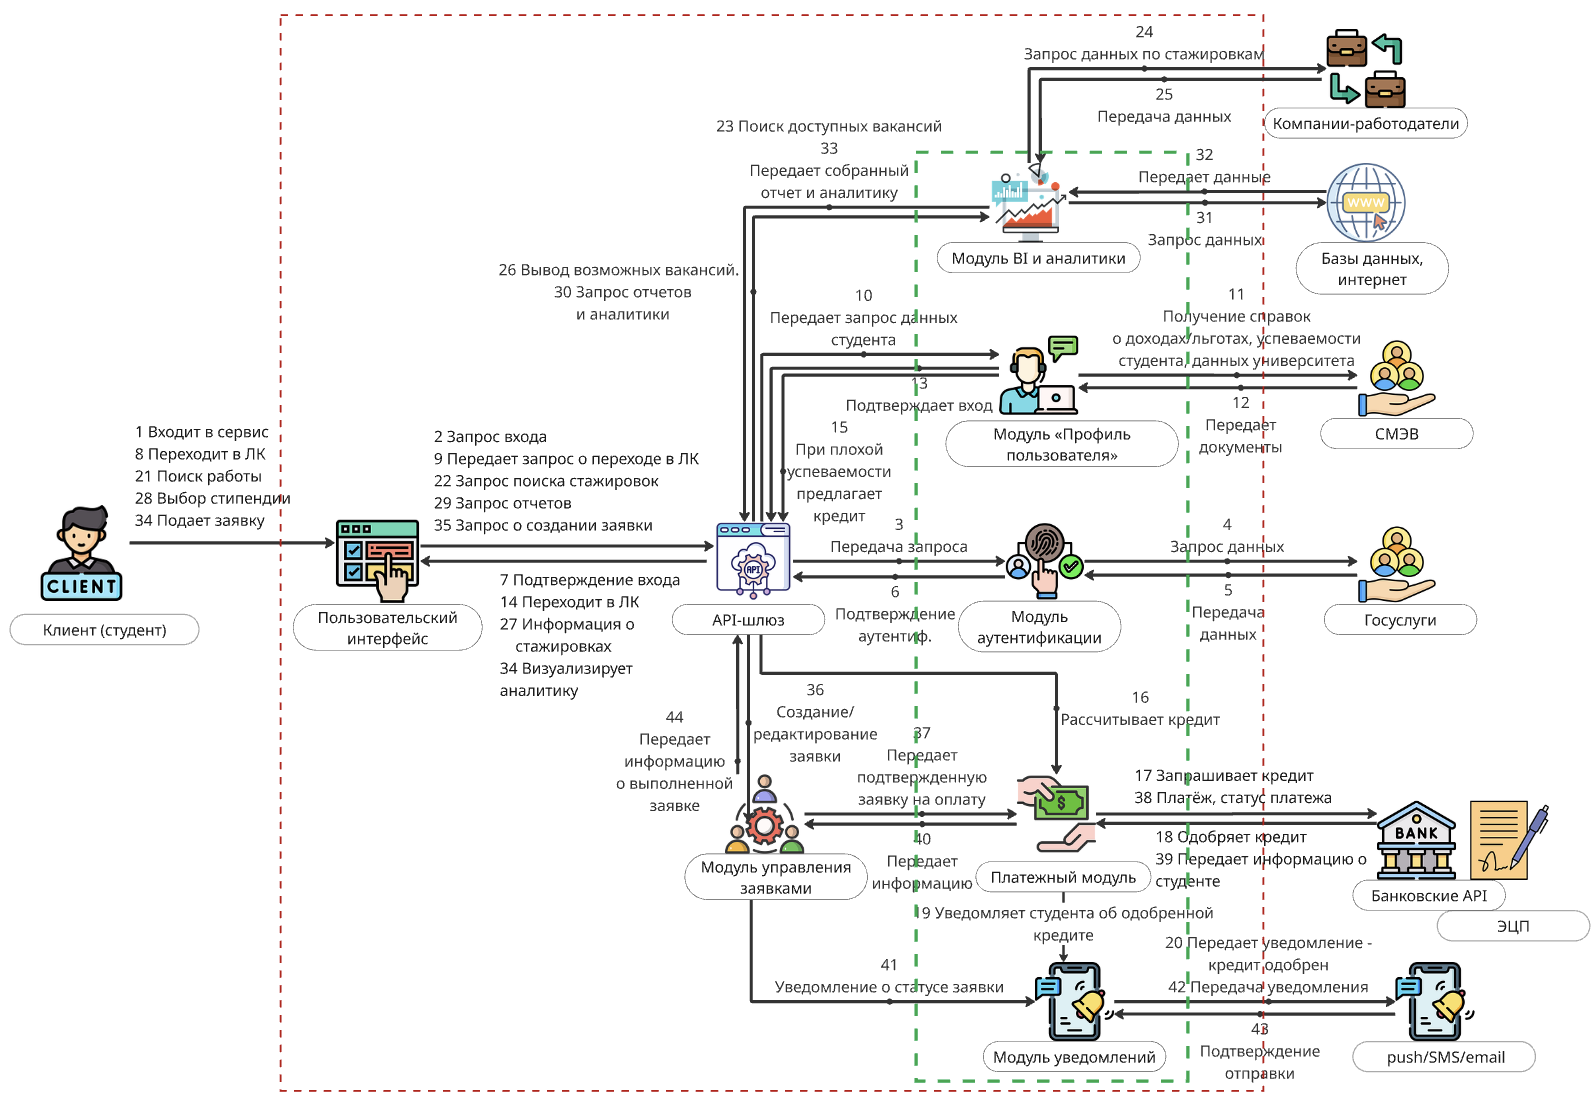 24
Запрос данных по стажировкам
25
Передача данных
Компании-работодатели
23 Поиск доступных вакансий
33
Передает собранный
отчет и аналитику
32
Передает данные
31
Запрос данных
WWW
Модуль BI и аналитики
Базы данных,
интернет
26 Вывод возможных вакансий.
30 Запрос отчетов
и аналитики
10
Передает запрос данных
студента
11
Получение справок
о доходах/льготах, успеваемости
студента, данных университета
13
Подтверждает вход
12
Передает
документы
Модуль «Профиль
пользователя»
СМЭВ
15
При плохой
успеваемости
предлагает
кредит
1 Входит в сервис
8 Переходит в ЛК
21 Поиск работы
28 Выбор стипендии
34 Подает заявку
2 Запрос входа
9 Передает запрос о переходе в ЛК
22 Запрос поиска стажировок
29 Запрос отчетов
35 Запрос о создании заявки
3
Передача запроса
4
Запрос данных
CLIENT
API
Клиент (студент)
Пользовательский
интерфейс
API-шлюз
6
Подтверждение
аутентиф.
Модуль
аутентификации
5
Передача
данных
Госуслуги
7 Подтверждение входа
14 Переходит в ЛК
27 Информация о
стажировках
34 Визуализирует
аналитику
44
Передает
информацию
о выполненной
заявке
36
Создание/
редактирование
заявки
16
Рассчитывает кредит
37
Передает
подтвержденную
заявку на оплату
17 Запрашивает кредит
38 Платёж, статус платежа
$
BANK
40
Передает
информацию
18 Одобряет кредит
39 Передает информацию о
студенте
Модуль управления
заявками
Платежный модуль
Банковские API
ЭЦП
19 Уведомляет студента об одобренной
кредите
20 Передает уведомление -
кредит одобрен
42 Передача уведомления
41
Уведомление о статусе заявки
43
Подтверждение
отправки
Модуль уведомлений
push/SMS/email